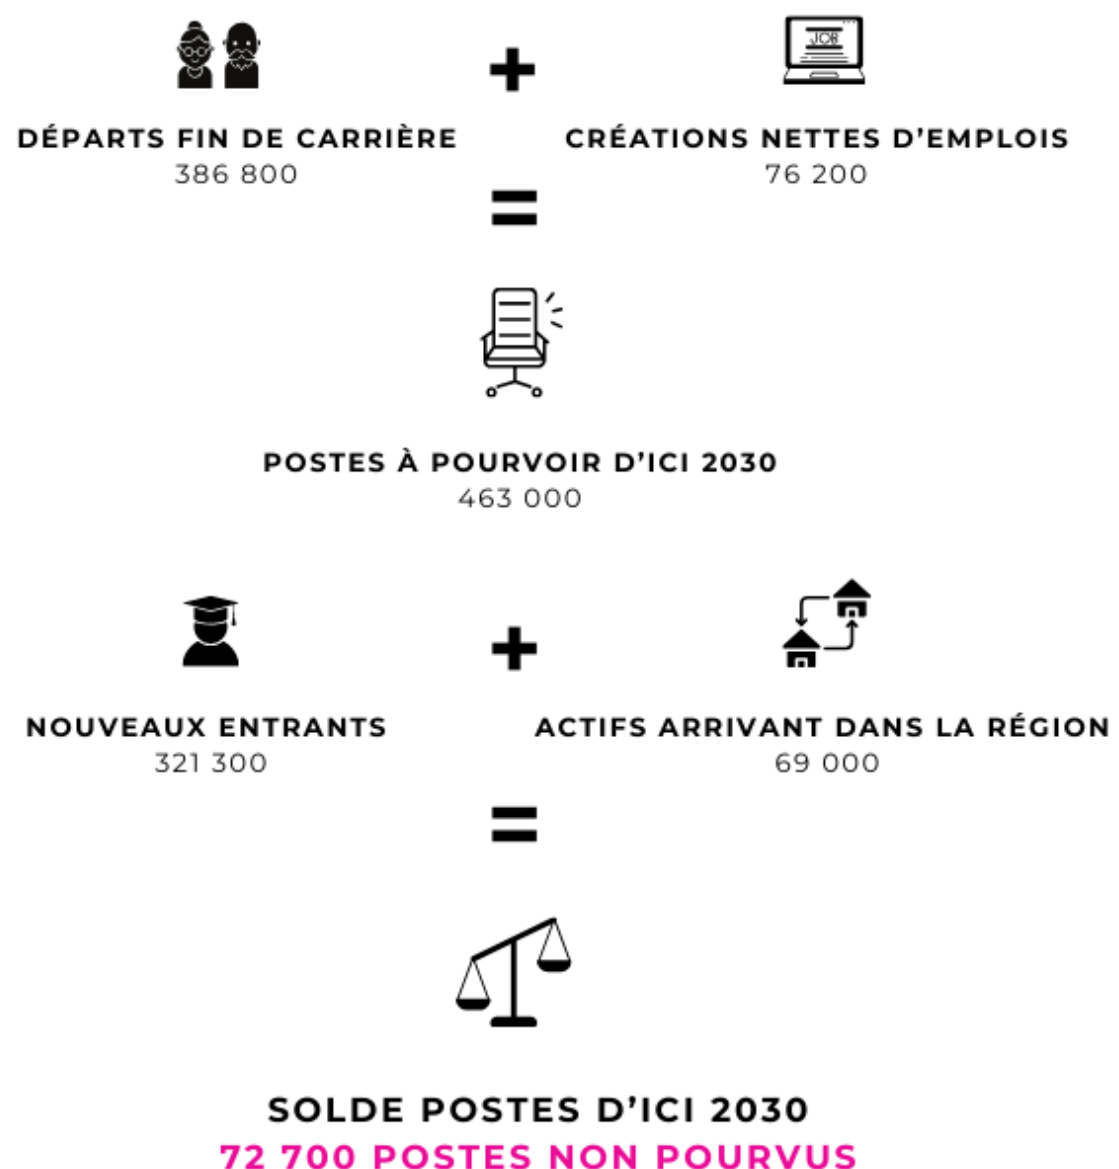 JOB
DÉPARTS FIN DE CARRIÈRE
386 800
CRÉATIONS NETTES D’EMPLOIS
76 200
POSTES À POURVOIR D’ICI 2030
463 000
NOUVEAUX ENTRANTS
321 300
ACTIFS ARRIVANT DANS LA RÉGION
69 000
SOLDE POSTES D’ICI 2030
72 700 POSTES NON POURVUS